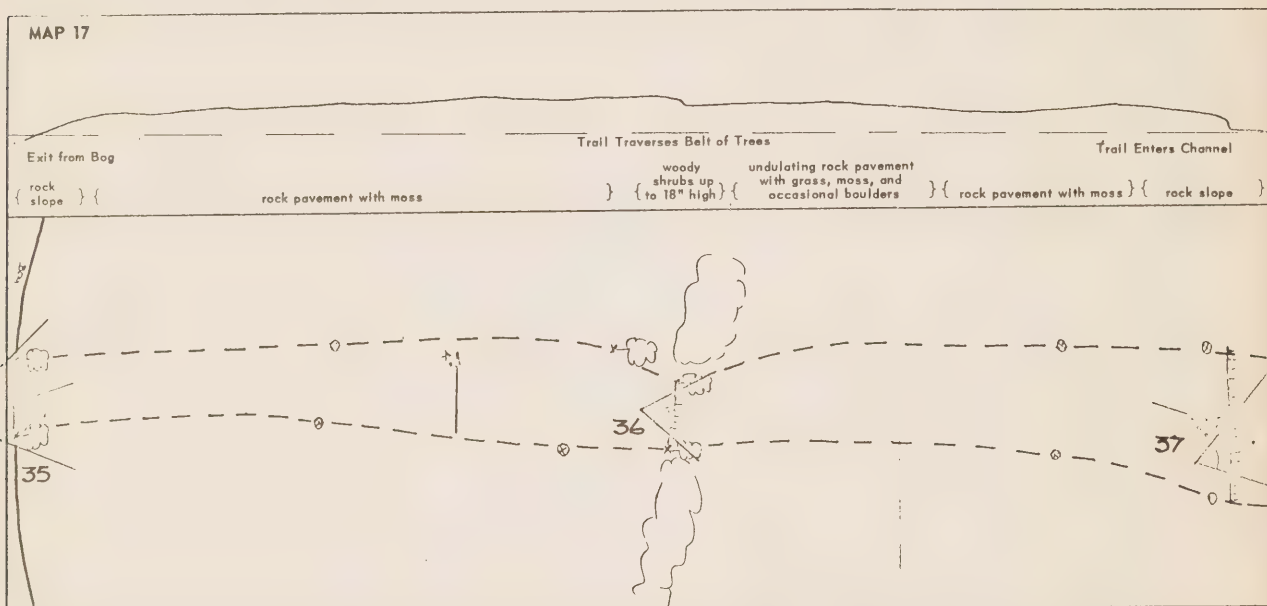 MAP 17
Trail Traverses Belt of Trees
Exit from Bog
Trail Enters Channel
{ rock slope } { rock pavement with moss } { woody shrubs up to 18" high } { undulating rock pavement with grass, moss, and occasional boulders } { rock pavement with moss } { rock slope }
35
36
37